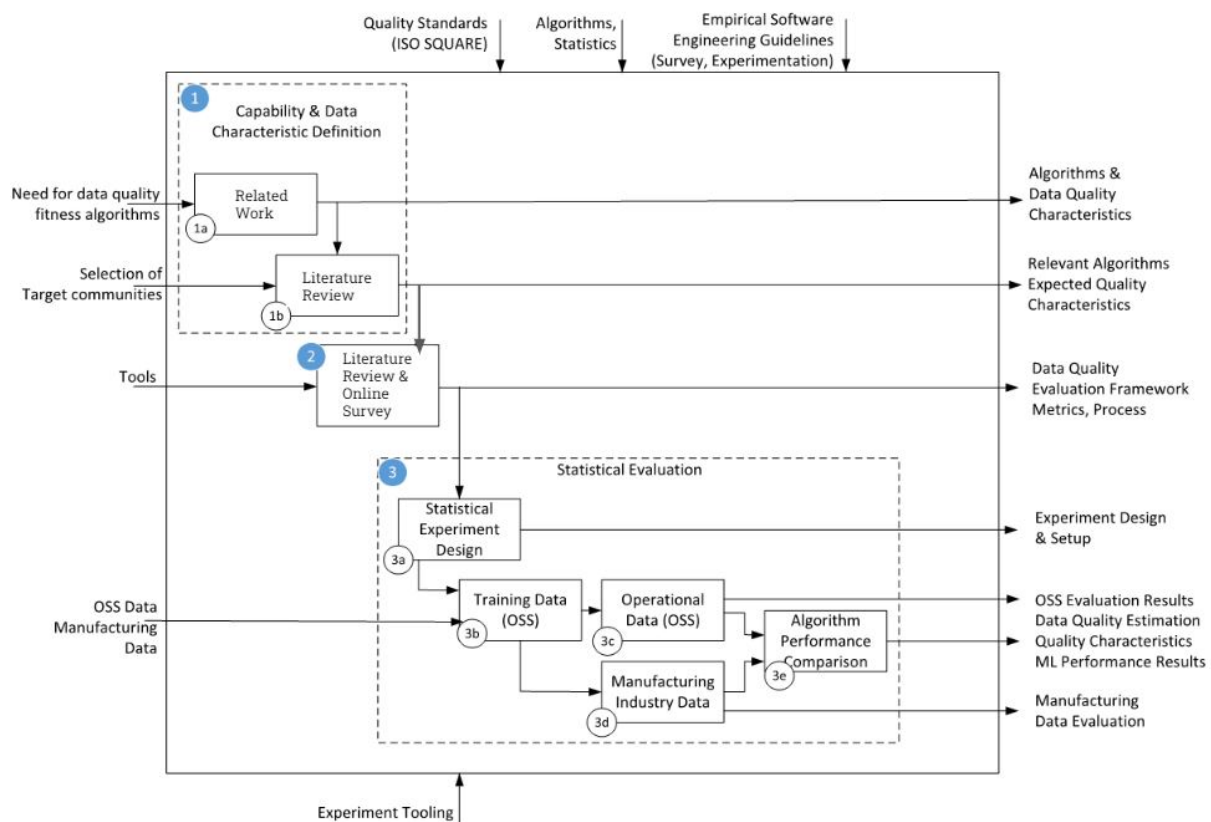 Quality Standards
(ISO SQUARE)
Algorithms,
Statistics
Empirical Software
Engineering Guidelines
(Survey, Experimentation)
1
Capability & Data
Characteristic Definition
Need for data quality
fitness algorithms
Related
Work
1a
Algorithms &
Data Quality
Characteristics
Selection of
Target communities
Literature
Review
1b
Relevant Algorithms
Expected Quality
Characteristics
2
Tools
Literature
Review &
Online
Survey
Data Quality
Evaluation Framework
Metrics, Process
3
Statistical Evaluation
Statistical
Experiment
Design
3a
Experiment Design
& Setup
OSS Data
Manufacturing
Data
Training Data
(OSS)
3b
Operational
Data (OSS)
3c
Algorithm
Performance
Comparison
3e
Manufacturing
Industry Data
3d
OSS Evaluation Results
Data Quality Estimation
Quality Characteristics
ML Performance Results
Manufacturing
Data Evaluation
Experiment Tooling